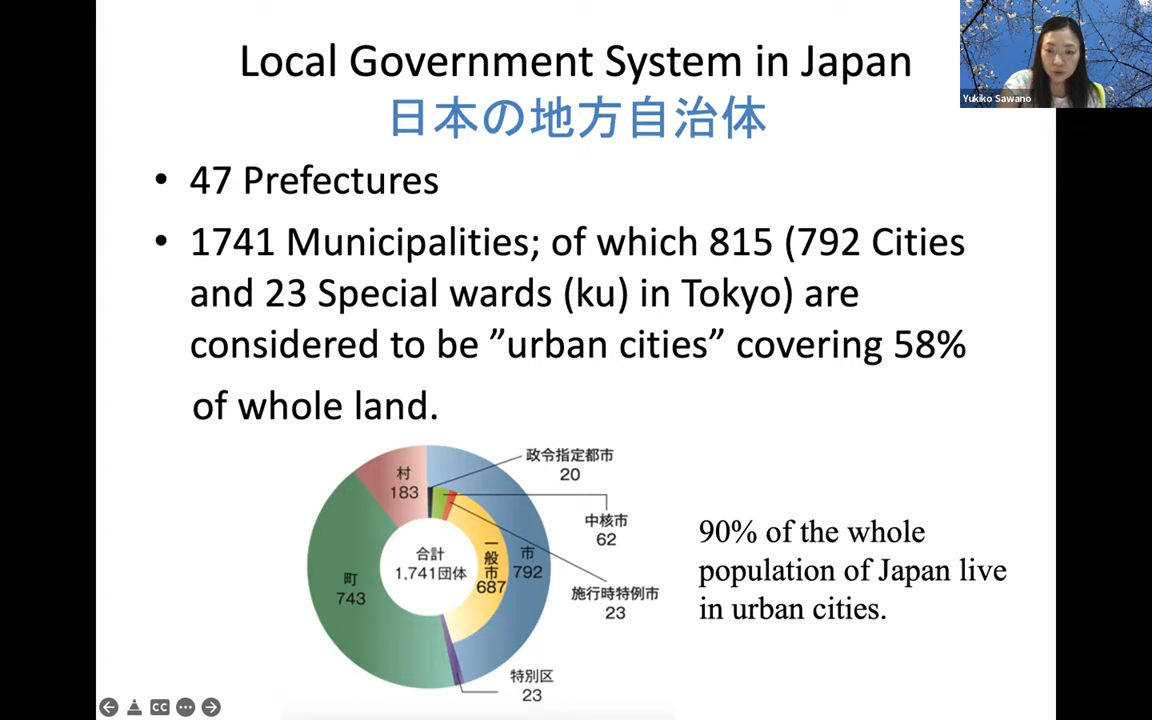 Local Government System in Japan
日本の地方自治体
Yukiko Sawano
• 47 Prefectures
• 1741 Municipalities; of which 815 (792 Cities
and 23 Special wards (ku) in Tokyo) are
considered to be ”urban cities” covering 58%
of whole land.
政令指定都市
20
村
183
中核市
62
合計
1,741団体
一般市
687
市
792
町
743
施行時特例市
23
特別区
23
90% of the whole
population of Japan live
in urban cities.
CC